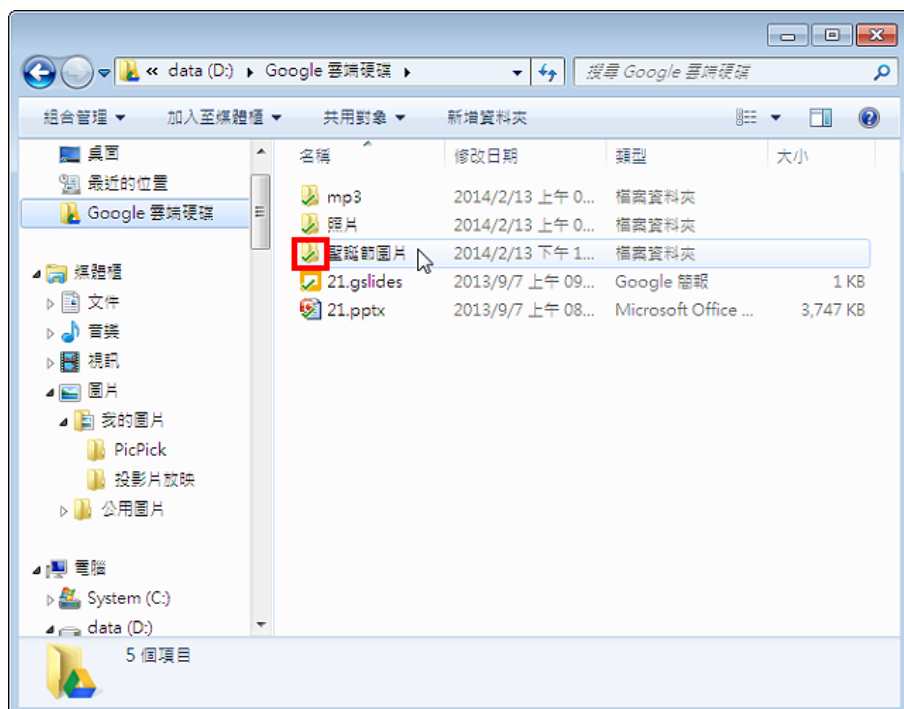 « data (D:) ▸ Google 雲端硬碟 ▸ 搜尋 Google 雲端硬碟
組合管理 ▼ 加入至媒體櫃 ▼ 共用對象 ▼ 新增資料夾
桌面
最近的位置
Google 雲端硬碟
媒體櫃
文件
音樂
視訊
圖片
我的圖片
PicPick
投影片放映
公用圖片
電腦
System (C:)
data (D:)
名稱 修改日期 類型 大小
mp3 2014/2/13 上午 0... 檔案資料夾
照片 2014/2/13 上午 0... 檔案資料夾
聖誕節圖片 2014/2/13 下午 1... 檔案資料夾
21.gslides 2013/9/7 上午 09... Google 簡報 1 KB
21.pptx 2013/9/7 上午 08... Microsoft Office ... 3,747 KB
5 個項目